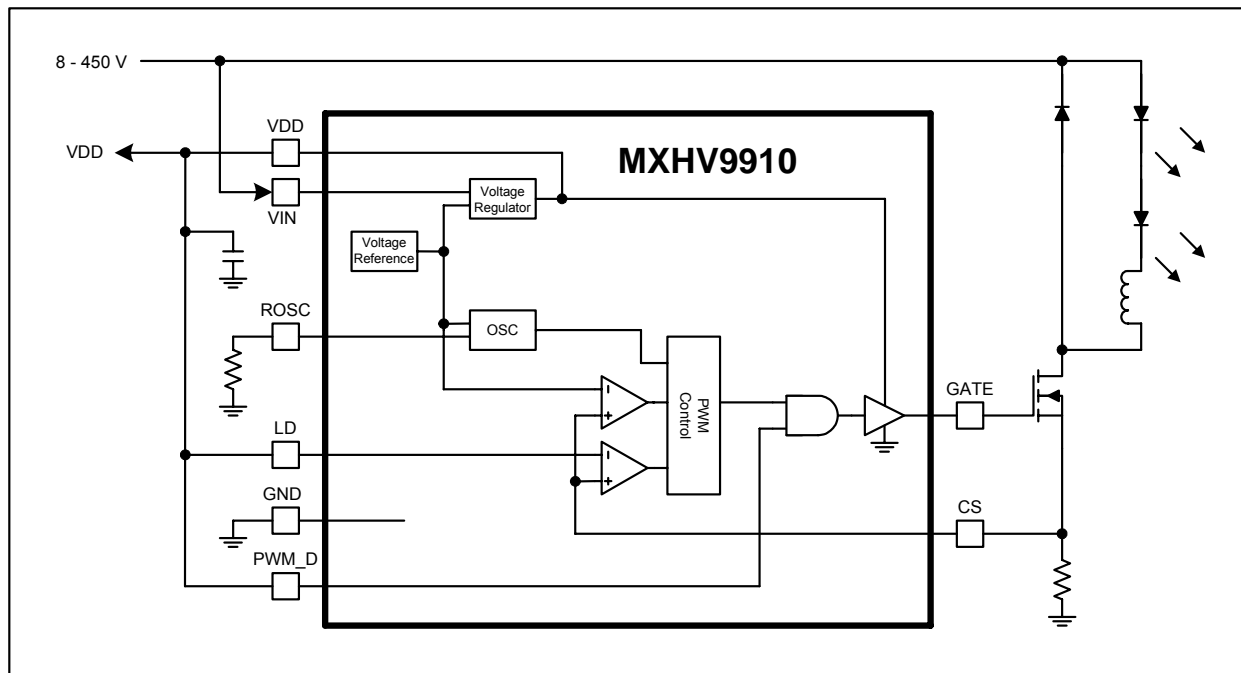 8 - 450 V
VDD
MXHV9910
VDD
VIN
Voltage
Regulator
Voltage
Reference
ROSC
OSC
PWM
Control
GATE
LD
GND
CS
PWM_D